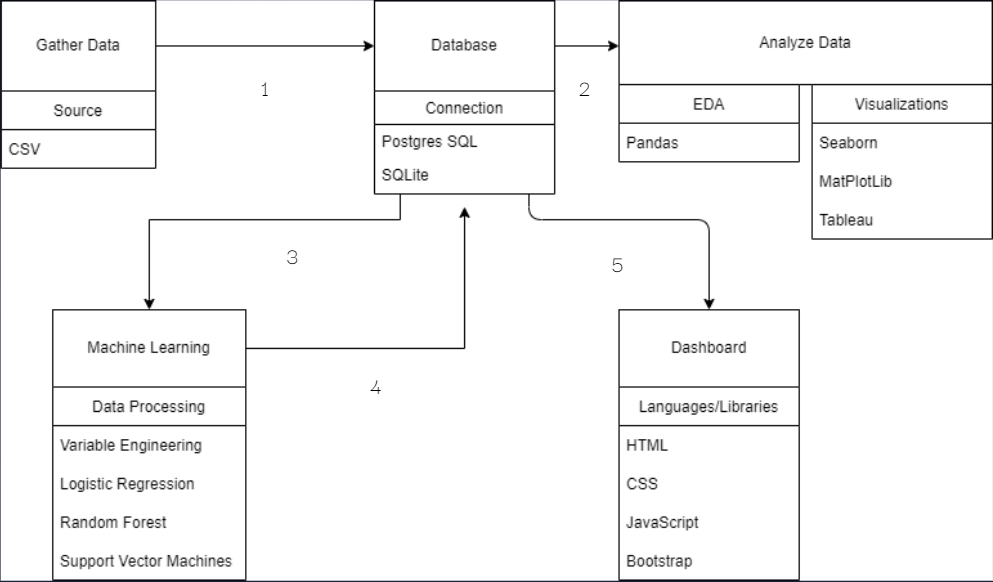 Gather Data
Source
CSV
1
Database
Connection
Postgres SQL
SQLite
2
Analyze Data
EDA
Pandas
Visualizations
Seaborn
MatPlotLib
Tableau
3
4
5
Machine Learning
Data Processing
Variable Engineering
Logistic Regression
Random Forest
Support Vector Machines
Dashboard
Languages/Libraries
HTML
CSS
JavaScript
Bootstrap